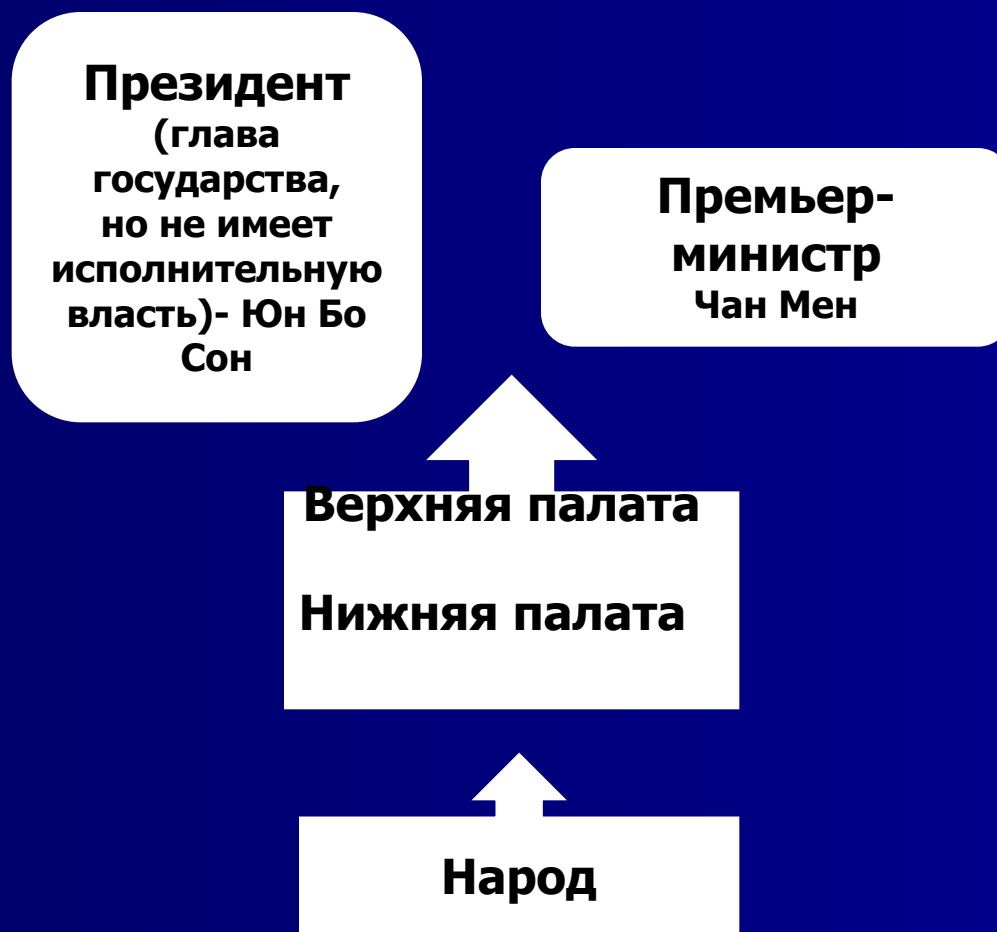 Президент
(глава
государства,
но не имеет
исполнительную
власть)- Юн Бо
Сон
Премьер-
министр
Чан Мен
Верхняя палата
Нижняя палата
Народ